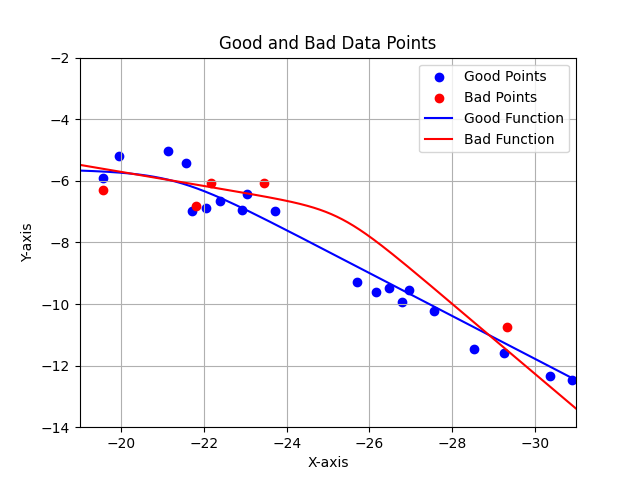 Good and Bad Data Points
Good Points
Bad Points
Good Function
Bad Function
Y-axis
−2
−4
−6
−8
−10
−12
−14
−20
−22
−24
−26
−28
−30
X-axis